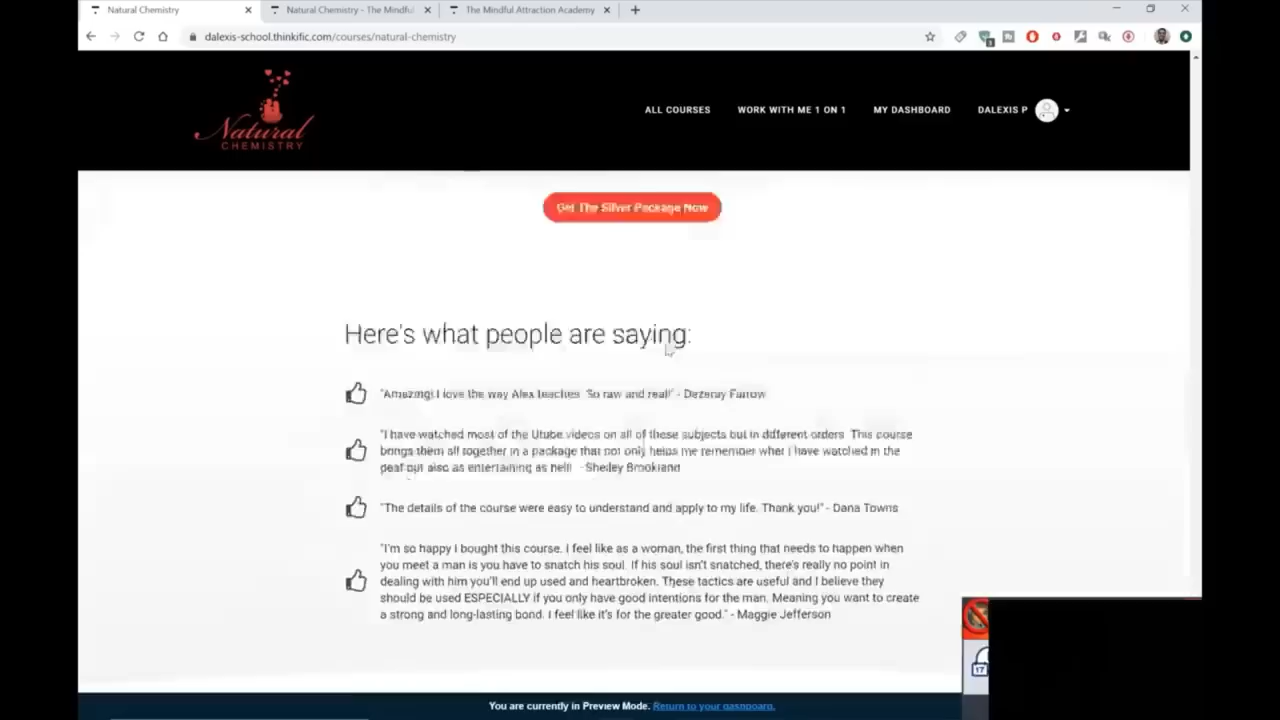 Natural Chemistry
Natural Chemistry - The Mindful
The Mindful Attraction Academy
dalexis-school.thinkific.com/courses/natural-chemistry
Natural
CHEMISTRY
ALL COURSES
WORK WITH ME 1 ON 1
MY DASHBOARD
DALEXIS P
Get The Silver Package Now
Here's what people are saying:
"Amazing! I love the way Alex teaches. So raw and real!" -
"I have watched most of the Utube videos on all of these subjects but in different orders. This course
brings them all together in a package that not only helps me remember what I have watched in the
also as entertaining as hell!
"The details of the course were easy to understand and apply to my life. Thank you!" - Dana Towns
"I'm so happy I bought this course. I feel like as a woman, the first thing that needs to happen when
you meet a man is you have to snatch his soul. If his soul isn't snatched, there's really no point in
dealing with him you'll end up used and heartbroken. These tactics are useful and I believe they
should be used ESPECIALLY if you only have good intentions for the man. Meaning you want to create
a strong and long-lasting bond. I feel like it's for the greater good." - Maggie Jefferson
17
You are currently in Preview Mode. Return to your dashboard.